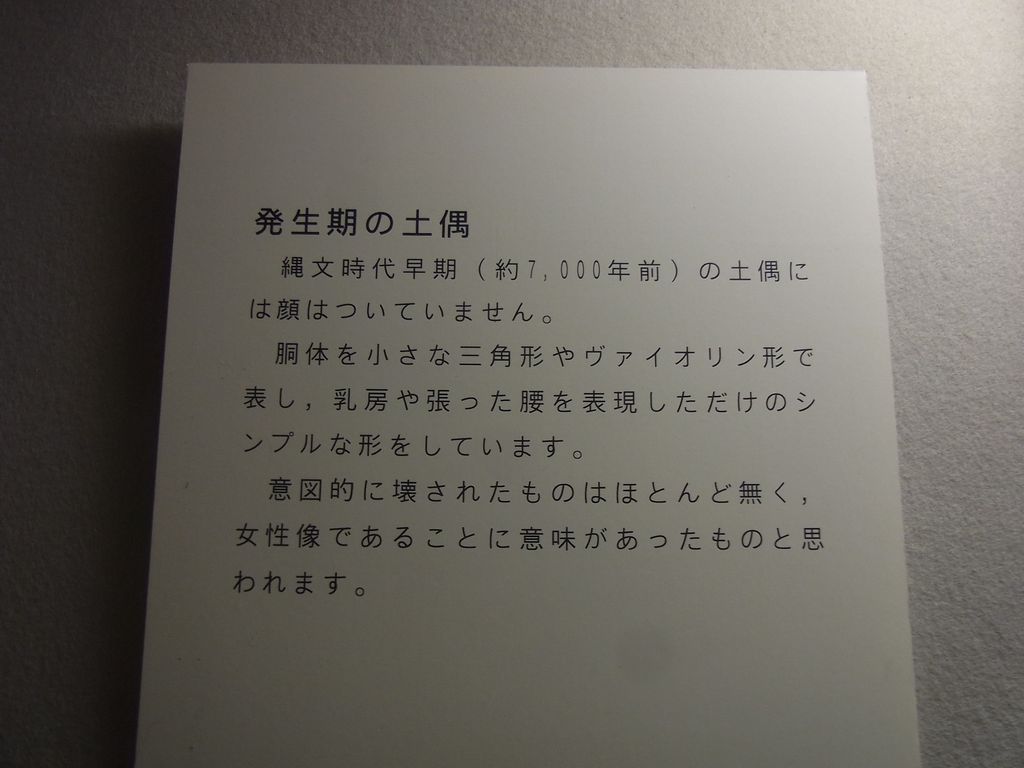 発生期の土偶
縄文時代早期（約7,000年前）の土偶に
は顔はついていません。
胴体を小さな三角形やヴァイオリン形で
表し，乳房や張った腰を表現しただけのシ
ンプルな形をしています。
意図的に壊されたものはほとんど無く，
女性像であることに意味があったものと思
われます。